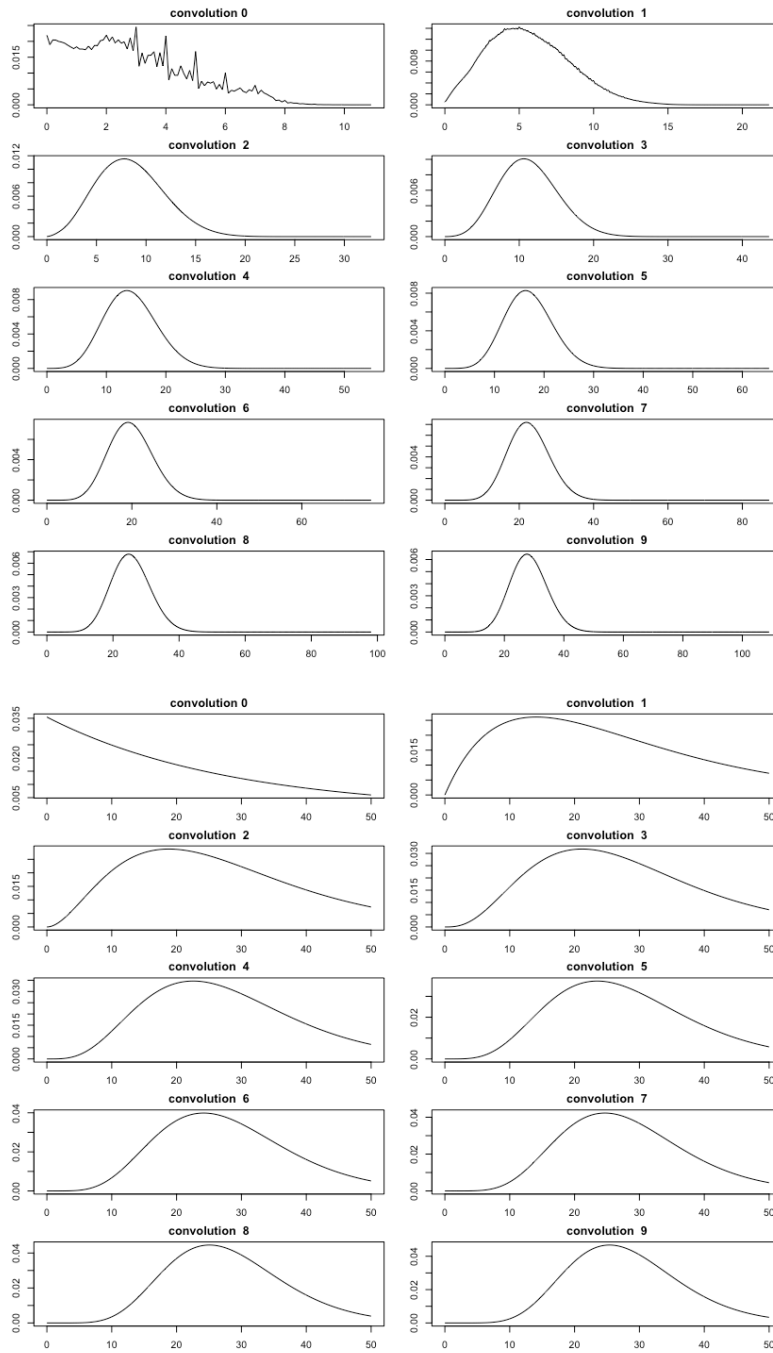 convolution 0
0.000 0.015
0 2 4 6 8 10
convolution 1
0.000 0.008
0 5 10 15 20
convolution 2
0.000 0.006 0.012
0 5 10 15 20 25 30
convolution 3
0.000 0.006
0 10 20 30 40
convolution 4
0.000 0.004 0.008
0 10 20 30 40 50
convolution 5
0.000 0.004 0.008
0 10 20 30 40 50 60
convolution 6
0.000 0.004
0 20 40 60
convolution 7
0.000 0.004
0 20 40 60 80
convolution 8
0.000 0.003 0.006
0 20 40 60 80 100
convolution 9
0.000 0.003 0.006
0 20 40 60 80 100
convolution 0
0.005 0.020 0.035
0 10 20 30 40 50
convolution 1
0.000 0.015
0 10 20 30 40 50
convolution 2
0.000 0.015
0 10 20 30 40 50
convolution 3
0.000 0.015 0.030
0 10 20 30 40 50
convolution 4
0.000 0.015 0.030
0 10 20 30 40 50
convolution 5
0.00 0.02
0 10 20 30 40 50
convolution 6
0.00 0.02 0.04
0 10 20 30 40 50
convolution 7
0.00 0.02 0.04
0 10 20 30 40 50
convolution 8
0.00 0.02 0.04
0 10 20 30 40 50
convolution 9
0.00 0.02 0.04
0 10 20 30 40 50